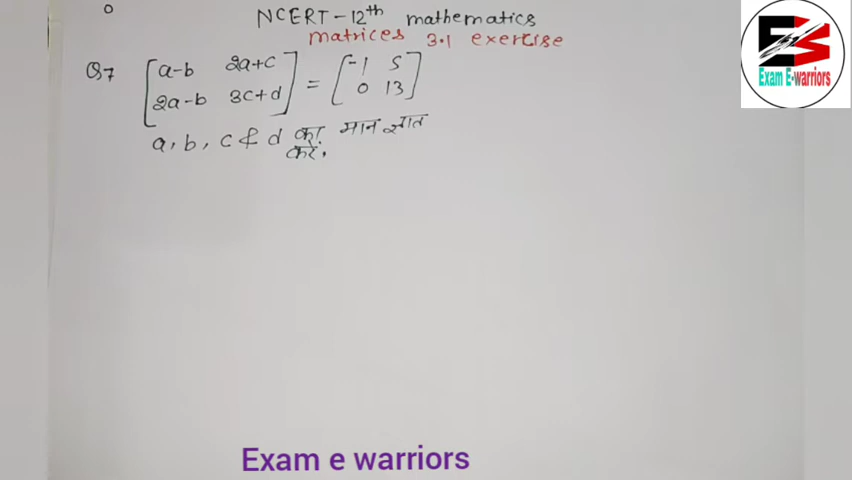 NCERT - 12th mathematics
matrices 3.1 exercise
Q7 [a-b 2a+c] = [-1 5]
[2a-b 3c+d] [0 13]
a, b, c & d का मान ज्ञात
करें.
Exam E-warriors
Exam e warriors